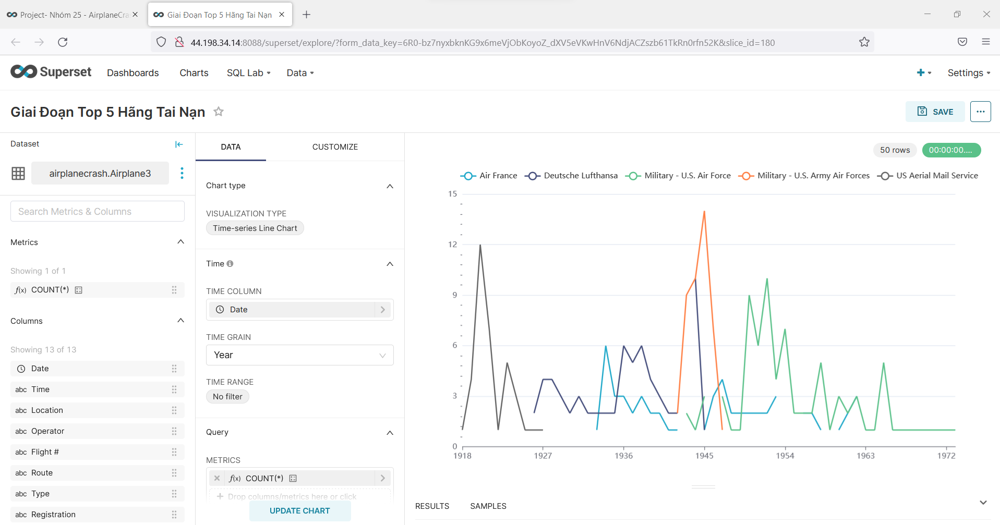 Project- Nhóm 25 - AirplaneCra
Giai Đoạn Top 5 Hãng Tai Nạn
44.198.34.14:8088/superset/explore/?form_data_key=6R0-bz7nyxbknKG9x6meVjObKoyoZ_dXV5eVKwHnV6NdjACZszb61TkRn0rfn52K&slice_id=180
Superset Dashboards Charts SQL Lab Data Settings
Giai Đoạn Top 5 Hãng Tai Nạn
SAVE
Dataset
airplanecrash.Airplane3
Search Metrics & Columns
Metrics
Showing 1 of 1
f(x) COUNT(*)
Columns
Showing 13 of 13
Date
abc Time
abc Location
abc Operator
abc Flight #
abc Route
abc Type
abc Registration
DATA CUSTOMIZE
Chart type
VISUALIZATION TYPE
Time-series Line Chart
Time
TIME COLUMN
Date
TIME GRAIN
Year
TIME RANGE
No filter
Query
METRICS
f(x) COUNT(*)
Drop columns/metrics here or click
UPDATE CHART
50 rows 00:00:00....
Air France Deutsche Lufthansa Military - U.S. Air Force Military - U.S. Army Air Forces US Aerial Mail Service
15
12
9
6
3
0
1918 1927 1936 1945 1954 1963 1972
RESULTS SAMPLES